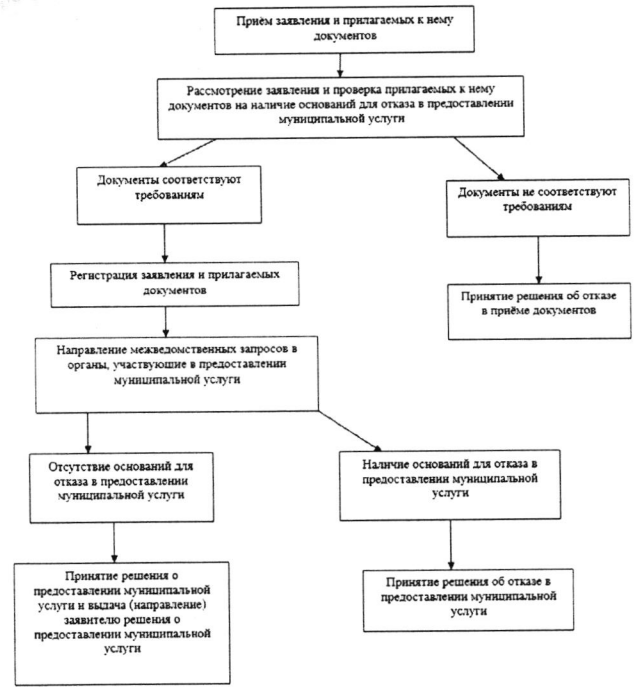 Приём заявления и прилагаемых к нему
документов
Рассмотрение заявления и проверка прилагаемых к нему
документов на наличие оснований для отказа в предоставлении
муниципальной услуги
Документы соответствуют
требованиям
Документы не соответствуют
требованиям
Регистрация заявления и прилагаемых
документов
Принятие решения об отказе
в приёме документов
Направление межведомственных запросов в
органы, участвующие в предоставлении
муниципальной услуги
Отсутствие оснований для
отказа в предоставлении
муниципальной услуги
Наличие оснований для отказа в
предоставлении муниципальной
услуги
Принятие решения о
предоставлении муниципальной
услуги и выдача (направление)
заявителю решения о
предоставлении муниципальной
услуги
Принятие решения об отказе в
предоставлении муниципальной
услуги